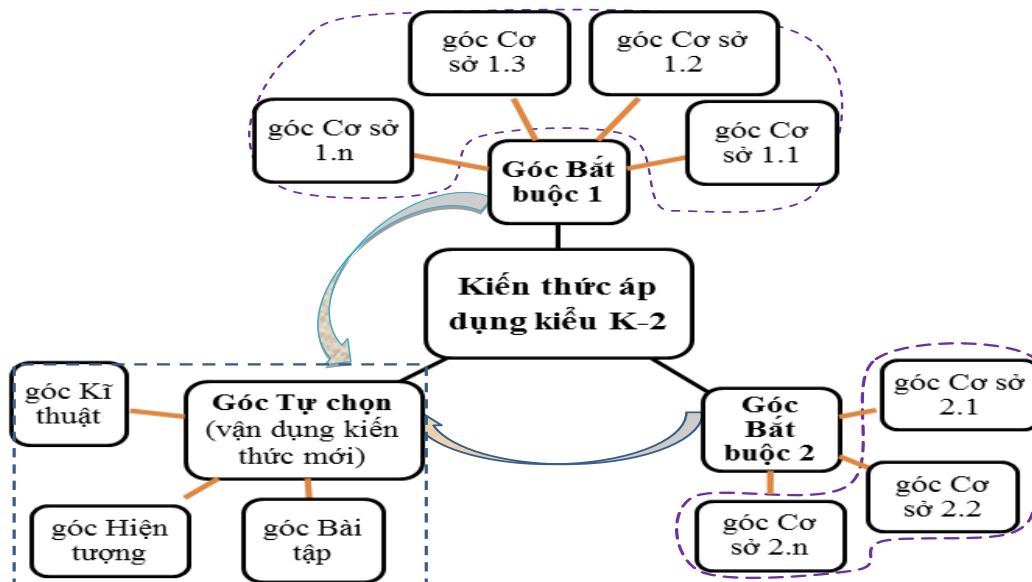 góc Cơ
sở 1.3
góc Cơ sở
1.2
góc Cơ sở
1.n
góc Cơ
sở 1.1
Góc Bắt
buộc 1
Kiến thức áp
dụng kiểu K-2
góc Kĩ
thuật
Góc Tự chọn
(vận dụng kiến
thức mới)
góc Hiện
tượng
góc Bài
tập
Góc
Bắt
buộc 2
góc Cơ sở
2.1
góc Cơ
sở 2.2
góc Cơ
sở 2.n